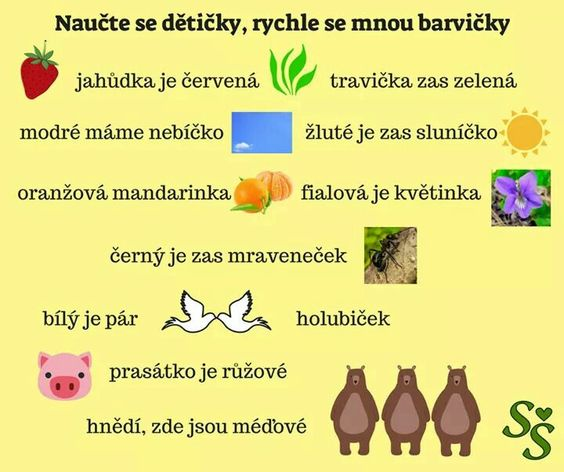 Naučte se dětičky, rychle se mnou barvičky
jahůdka je červená travička zas zelená
modré máme nebíčko žluté je zas sluníčko
oranžová mandarinka fialová je květinka
černý je zas mraveneček
bílý je pár holubiček
prasátko je růžové
hnědí, zde jsou méďové
SS